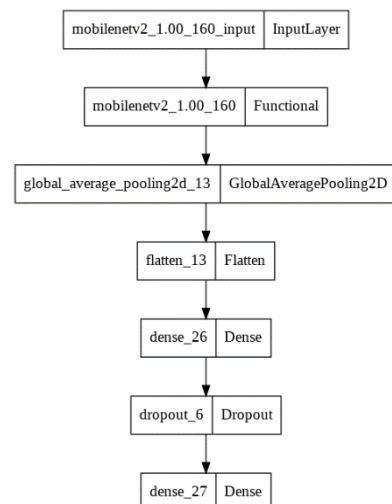 mobilenetv2_1.00_160_input InputLayer
mobilenetv2_1.00_160 Functional
global_average_pooling2d_13 GlobalAveragePooling2D
flatten_13 Flatten
dense_26 Dense
dropout_6 Dropout
dense_27 Dense